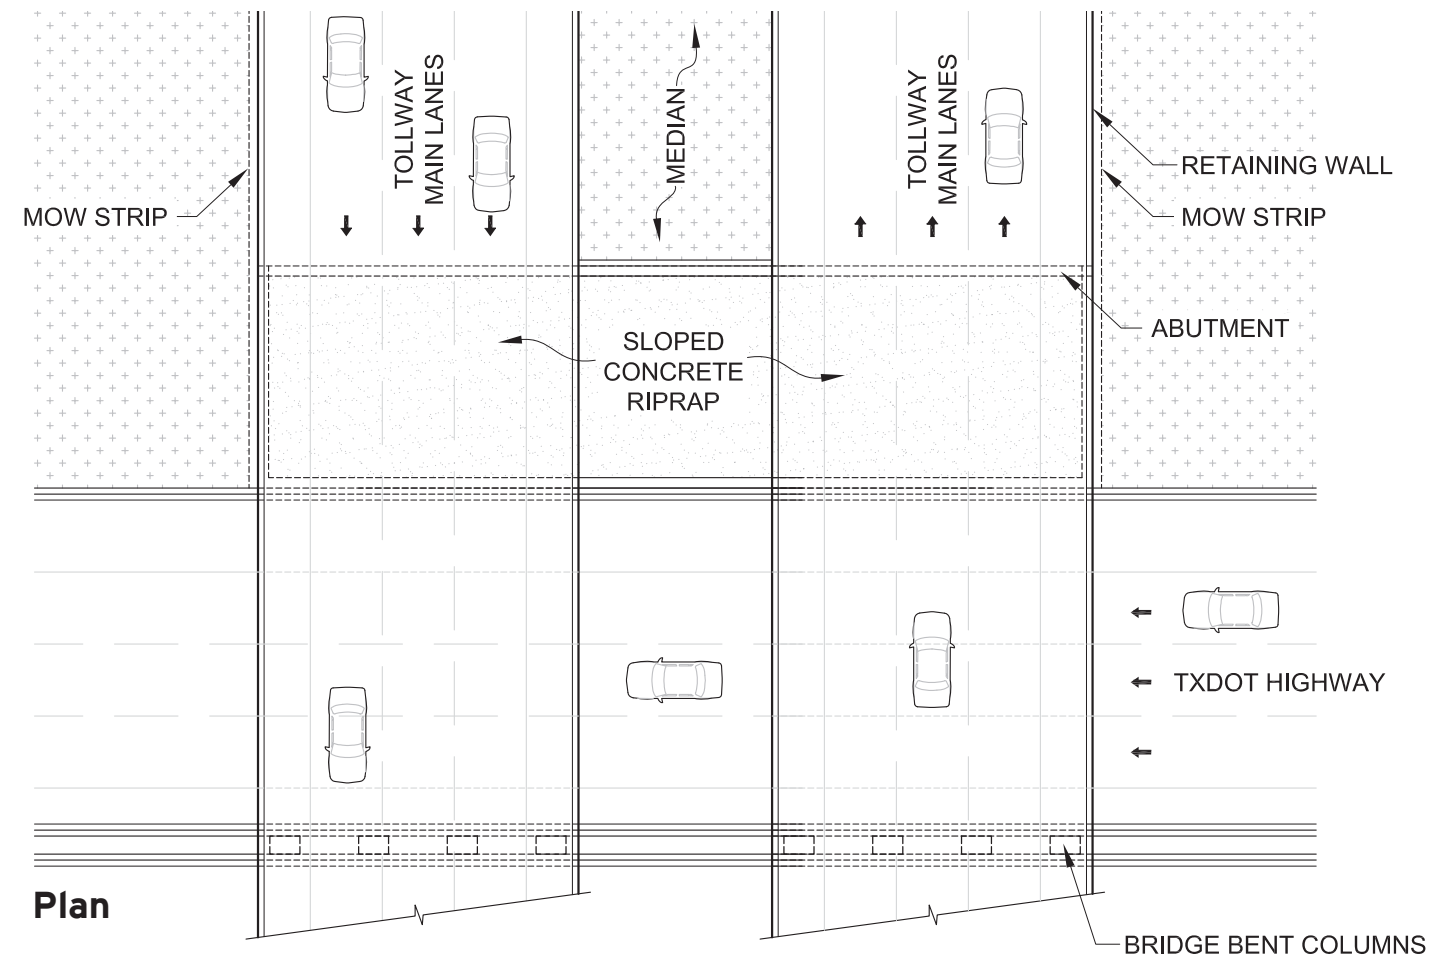 TOLLWAY
MAIN LANES
MEDIAN
TOLLWAY
MAIN LANES
RETAINING WALL
MOW STRIP
MOW STRIP
ABUTMENT
SLOPED
CONCRETE
RIPRAP
TXDOT HIGHWAY
Plan
BRIDGE BENT COLUMNS